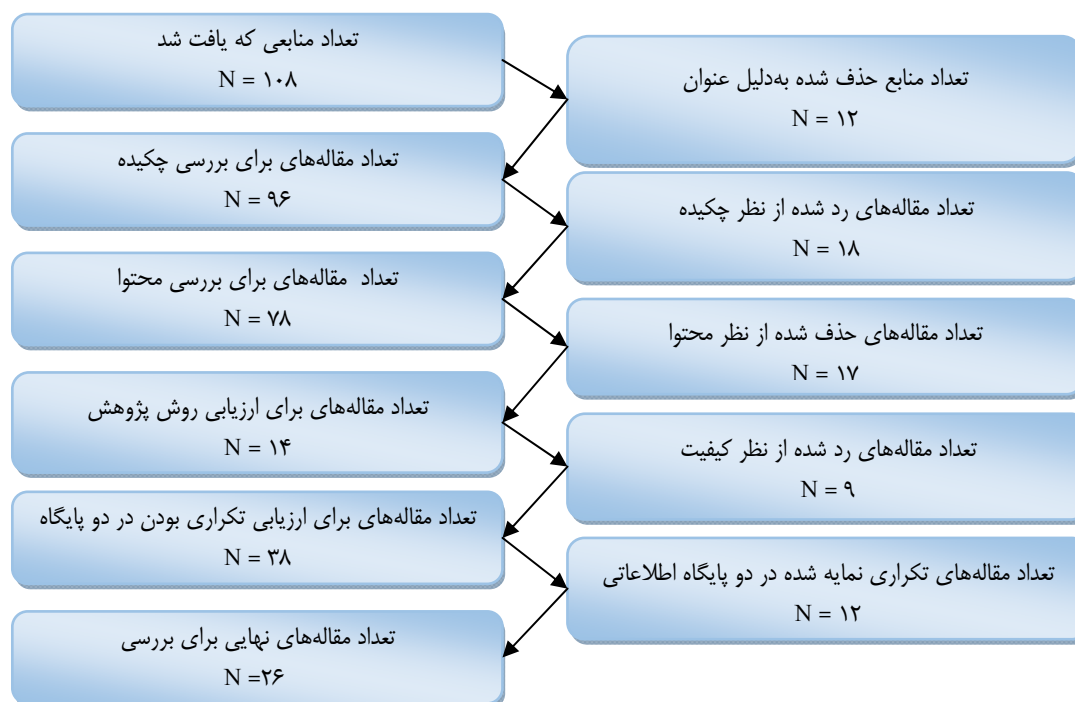 تعداد منابعی که یافت شد
N = ۱۰۸
تعداد منابع حذف شده به‌دلیل عنوان
N = ۱۲
تعداد مقاله‌های برای بررسی چکیده
N = ۹۶
تعداد مقاله‌های رد شده از نظر چکیده
N = ۱۸
تعداد مقاله‌های برای بررسی محتوا
N = ۷۸
تعداد مقاله‌های حذف شده از نظر محتوا
N = ۱۷
تعداد مقاله‌های برای ارزیابی روش پژوهش
N = ۱۴
تعداد مقاله‌های رد شده از نظر کیفیت
N = ۹
تعداد مقاله‌های برای ارزیابی تکراری بودن در دو پایگاه
N = ۳۸
تعداد مقاله‌های تکراری نمایه شده در دو پایگاه اطلاعاتی
N = ۱۲
تعداد مقاله‌های نهایی برای بررسی
N =۲۶